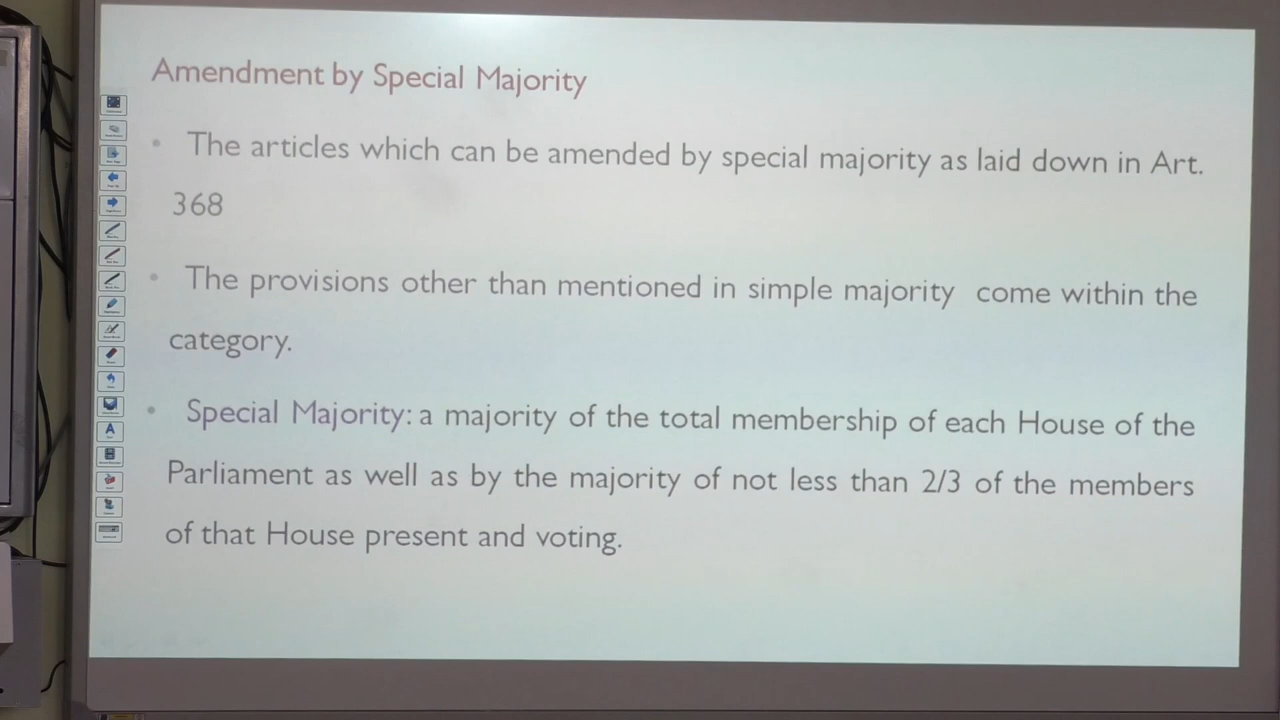 Amendment by Special Majority
• The articles which can be amended by special majority as laid down in Art.
368
• The provisions other than mentioned in simple majority come within the
category.
• Special Majority: a majority of the total membership of each House of the
Parliament as well as by the majority of not less than 2/3 of the members
of that House present and voting.